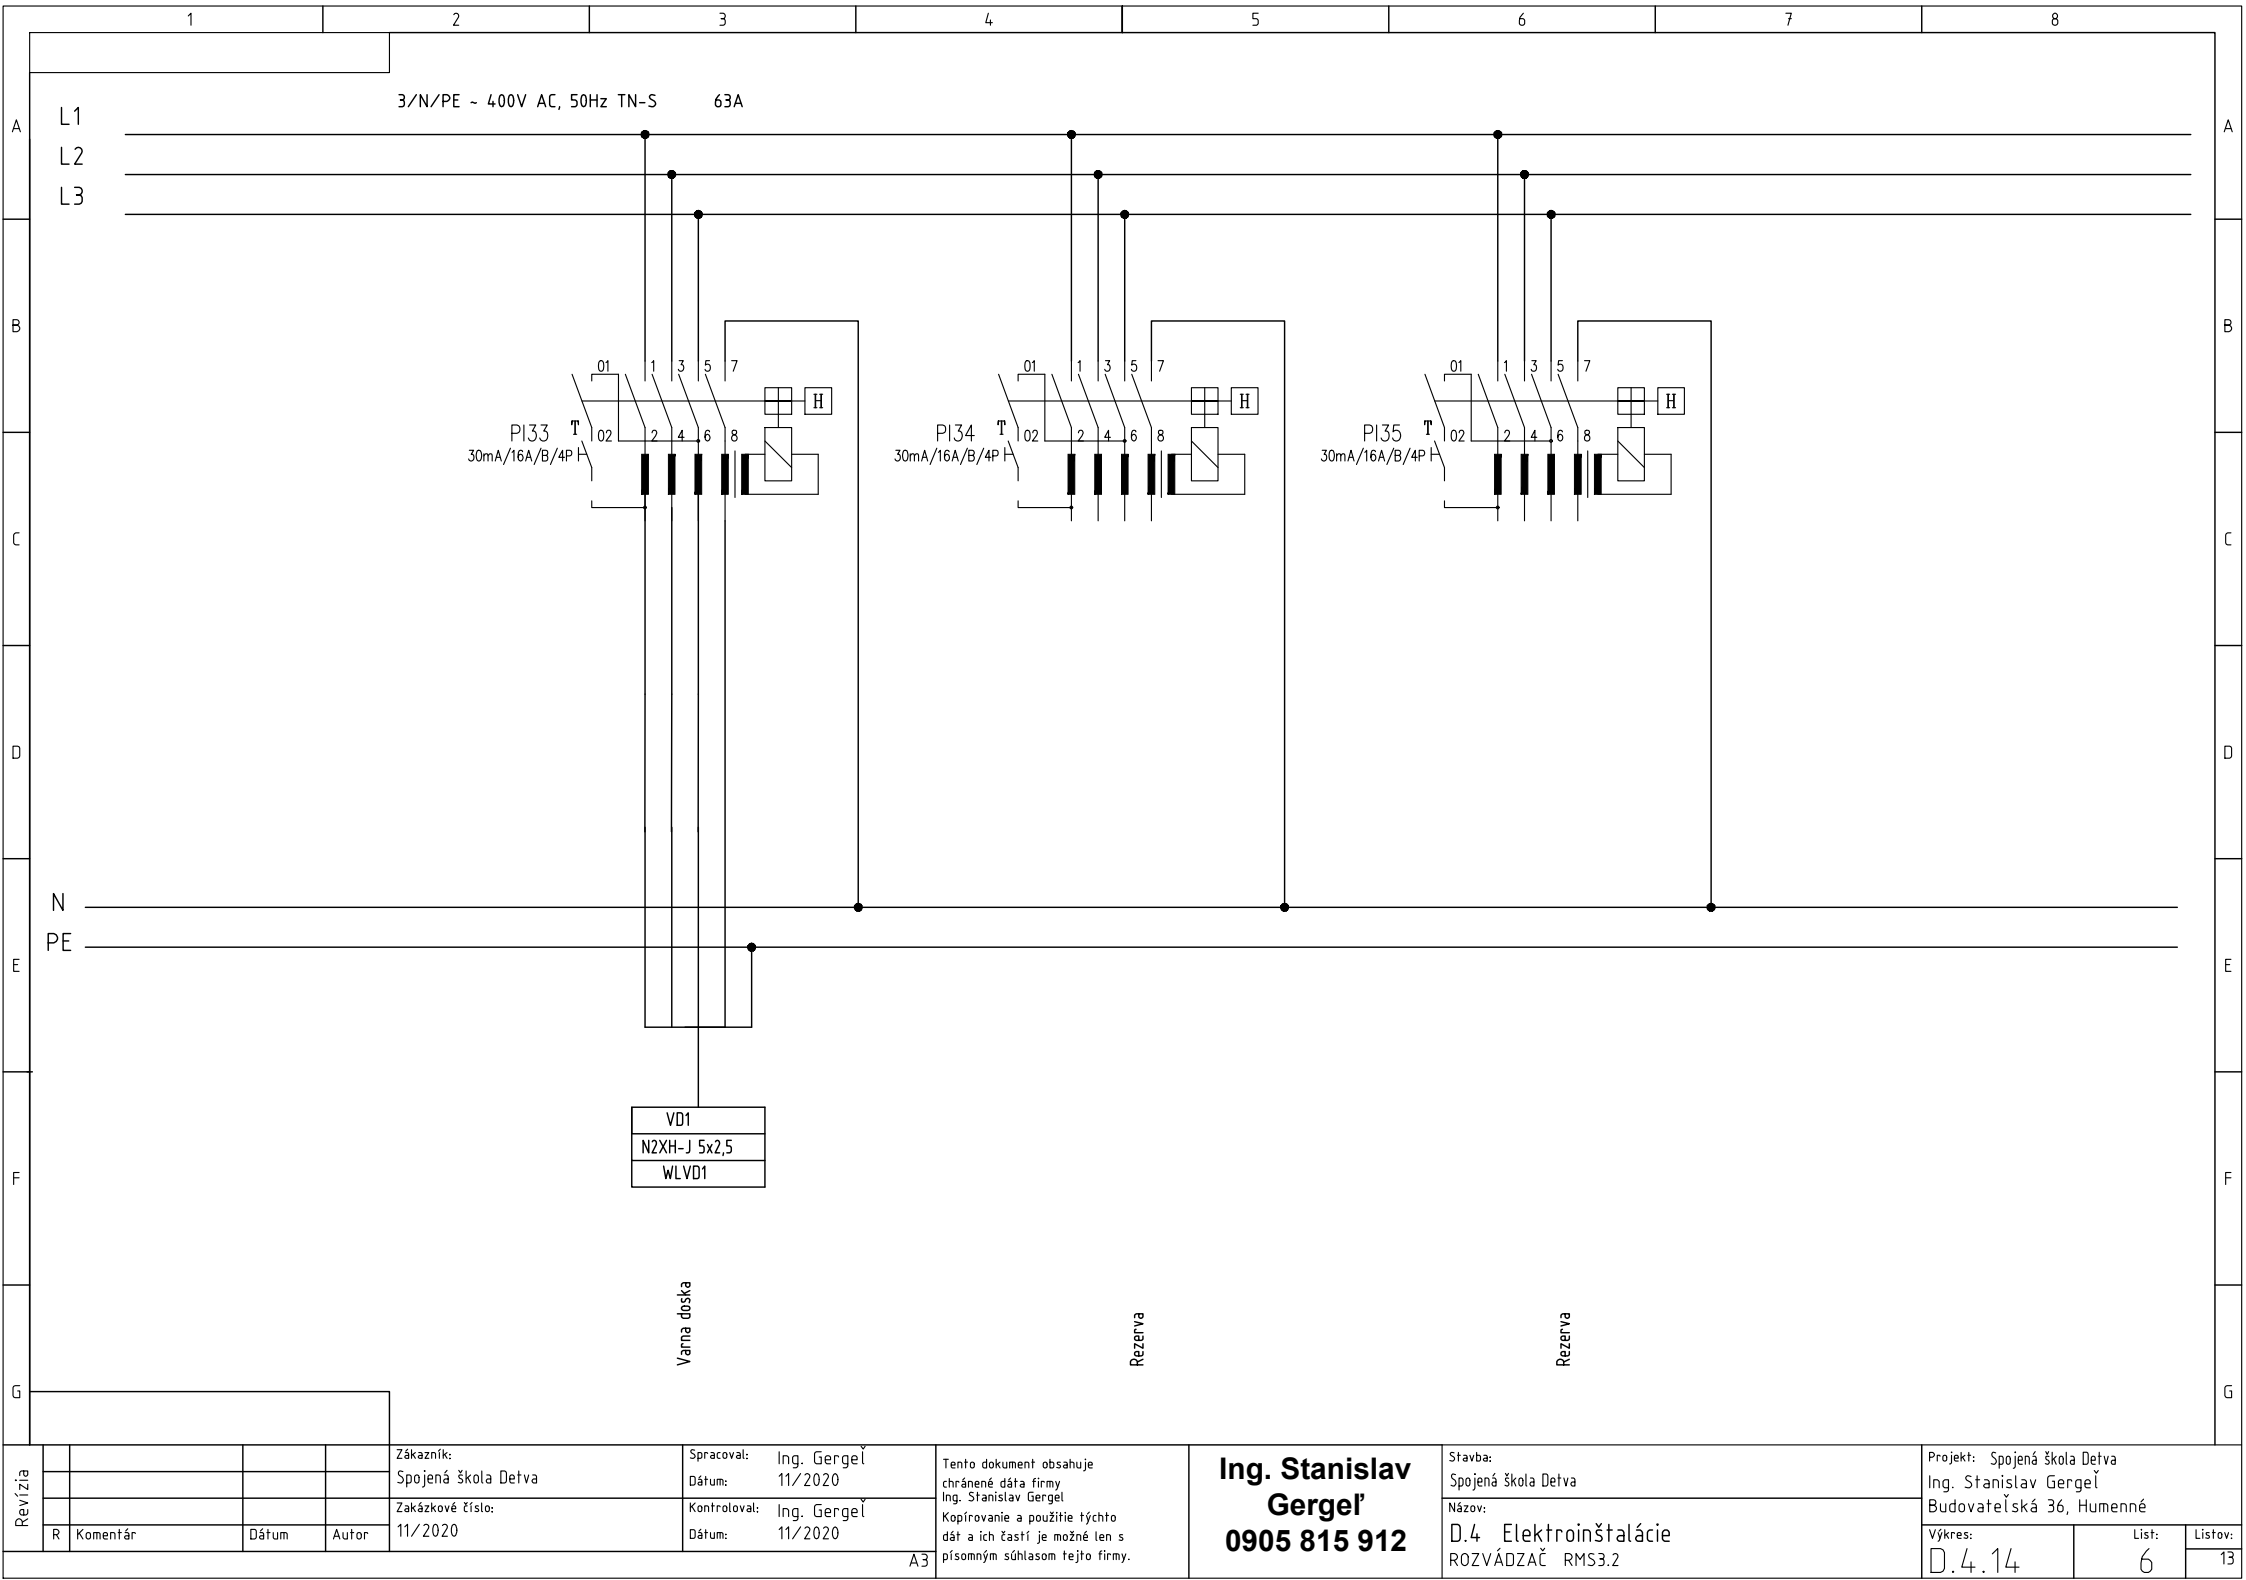 1 2 3 4 5 6 7 8
3/N/PE ~ 400V AC, 50Hz TN-S 63A
A L1 A
L2
L3
B B
01 1 3 5 7 H 01 1 3 5 7 H 01 1 3 5 7 H
PI33 T 02 2 4 6 8 PI34 T 02 2 4 6 8 PI35 T 02 2 4 6 8
30mA/16A/B/4P 30mA/16A/B/4P 30mA/16A/B/4P
C C
D D
N
PE
E E
VD1
N2XH-J 5x2,5
WLVD1
F F
Varna doska
Rezerva
Rezerva
G G
Revízia
R Komentár Dátum Autor
Zákazník:
Spojená škola Detva
Zakázkové číslo:
11/2020
Spracoval: Ing. Gergeľ
Dátum: 11/2020
Kontroloval: Ing. Gergeľ
Dátum: 11/2020
A3
Tento dokument obsahuje
chránené dáta firmy
Ing. Stanislav Gergel
Kopírovanie a použitie týchto
dát a ich častí je možné len s
písomným súhlasom tejto firmy.
Ing. Stanislav
Gergeľ
0905 815 912
Stavba:
Spojená škola Detva
Názov:
D.4 Elektroinštalácie
ROZVÁDZAČ RMS3.2
Projekt: Spojená škola Detva
Ing. Stanislav Gergeľ
Budovateľská 36, Humenné
Výkres: List: Listov:
D.4.14 6 13